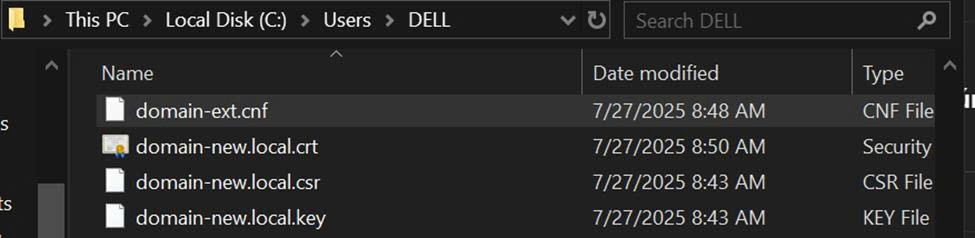 This PC > Local Disk (C:) > Users > DELL
Search DELL
Name Date modified Type
domain-ext.cnf 7/27/2025 8:48 AM CNF File
domain-new.local.crt 7/27/2025 8:50 AM Security
domain-new.local.csr 7/27/2025 8:43 AM CSR File
domain-new.local.key 7/27/2025 8:43 AM KEY File